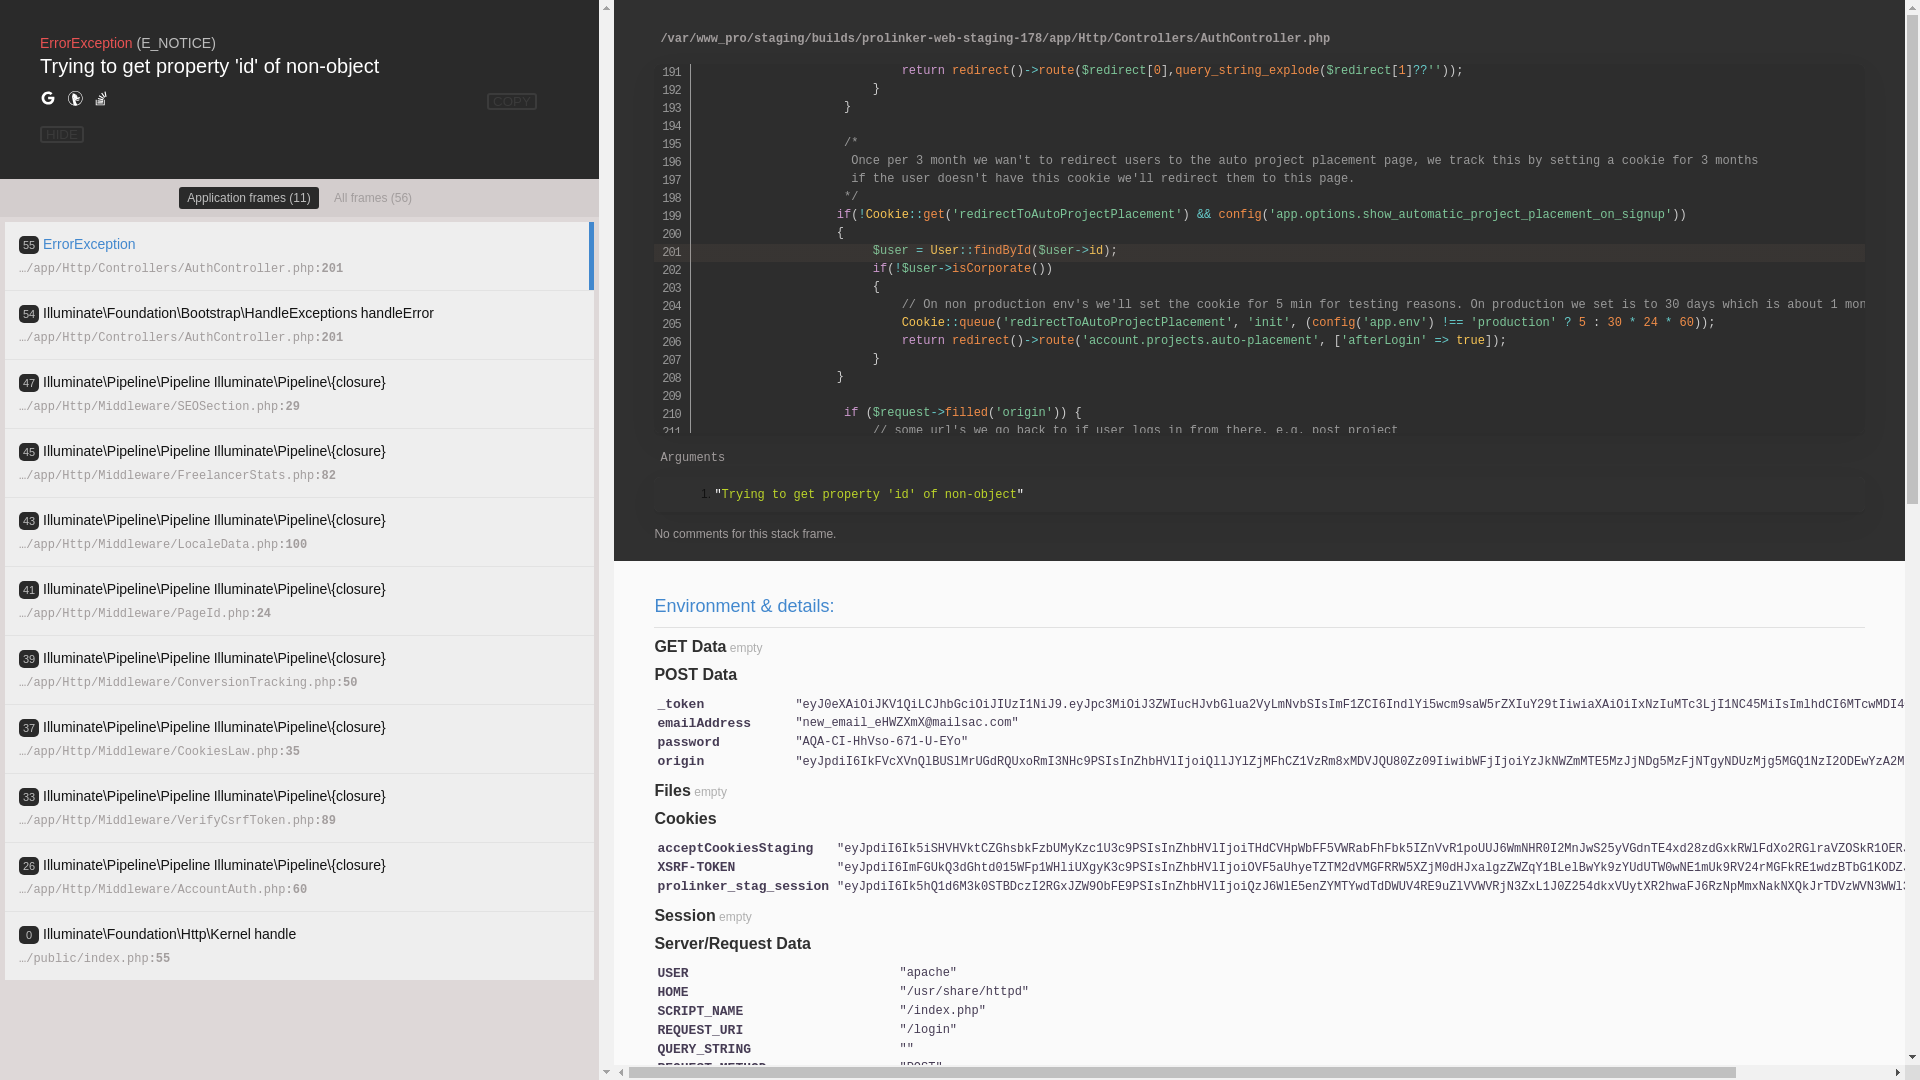 ErrorException (E_NOTICE)
Trying to get property 'id' of non-object
COPY
HIDE
Application frames (11) All frames (56)
55 ErrorException
…/app/Http/Controllers/AuthController.php:201
54 Illuminate\Foundation\Bootstrap\HandleExceptions handleError
…/app/Http/Controllers/AuthController.php:201
47 Illuminate\Pipeline\Pipeline Illuminate\Pipeline\{closure}
…/app/Http/Middleware/SEOSection.php:29
45 Illuminate\Pipeline\Pipeline Illuminate\Pipeline\{closure}
…/app/Http/Middleware/FreelancerStats.php:82
43 Illuminate\Pipeline\Pipeline Illuminate\Pipeline\{closure}
…/app/Http/Middleware/LocaleData.php:100
41 Illuminate\Pipeline\Pipeline Illuminate\Pipeline\{closure}
…/app/Http/Middleware/PageId.php:24
39 Illuminate\Pipeline\Pipeline Illuminate\Pipeline\{closure}
…/app/Http/Middleware/ConversionTracking.php:50
37 Illuminate\Pipeline\Pipeline Illuminate\Pipeline\{closure}
…/app/Http/Middleware/CookiesLaw.php:35
33 Illuminate\Pipeline\Pipeline Illuminate\Pipeline\{closure}
…/app/Http/Middleware/VerifyCsrfToken.php:89
26 Illuminate\Pipeline\Pipeline Illuminate\Pipeline\{closure}
…/app/Http/Middleware/AccountAuth.php:60
0 Illuminate\Foundation\Http\Kernel handle
…/public/index.php:55
/var/www_pro/staging/builds/prolinker-web-staging-178/app/Http/Controllers/AuthController.php
191 return redirect()->route($redirect[0],query_string_explode($redirect[1]??''));
192 }
193 }
194
195 /*
196 Once per 3 month we wan't to redirect users to the auto project placement page, we track this by setting a cookie for 3 months
197 if the user doesn't have this cookie we'll redirect them to this page.
198 */
199 if(!Cookie::get('redirectToAutoProjectPlacement') && config('app.options.show_automatic_project_placement_on_signup'))
200 {
201 $user = User::findById($user->id);
202 if(!$user->isCorporate())
203 {
204 // On non production env's we'll set the cookie for 5 min for testing reasons. On production we set is to 30 days which is about 1 mon
205 Cookie::queue('redirectToAutoProjectPlacement', 'init', (config('app.env') !== 'production' ? 5 : 30 * 24 * 60));
206 return redirect()->route('account.projects.auto-placement', ['afterLogin' => true]);
207 }
208 }
209
210 if ($request->filled('origin')) {
211 // some url's we go back to if user logs in from there, e.g. post project
Arguments
1. "Trying to get property 'id' of non-object"
No comments for this stack frame.
Environment & details:
GET Data empty
POST Data
_token
emailAddress "new_email_eHWZXmX@mailsac.com"
password "AQA-CI-HhVso-671-U-EYo"
origin
Files empty
Cookies
acceptCookiesStaging
XSRF-TOKEN
prolinker_stag_session
Session empty
Server/Request Data
USER "apache"
HOME "/usr/share/httpd"
SCRIPT_NAME "/index.php"
REQUEST_URI "/login"
QUERY_STRING ""
REQUEST_METHOD "POST"